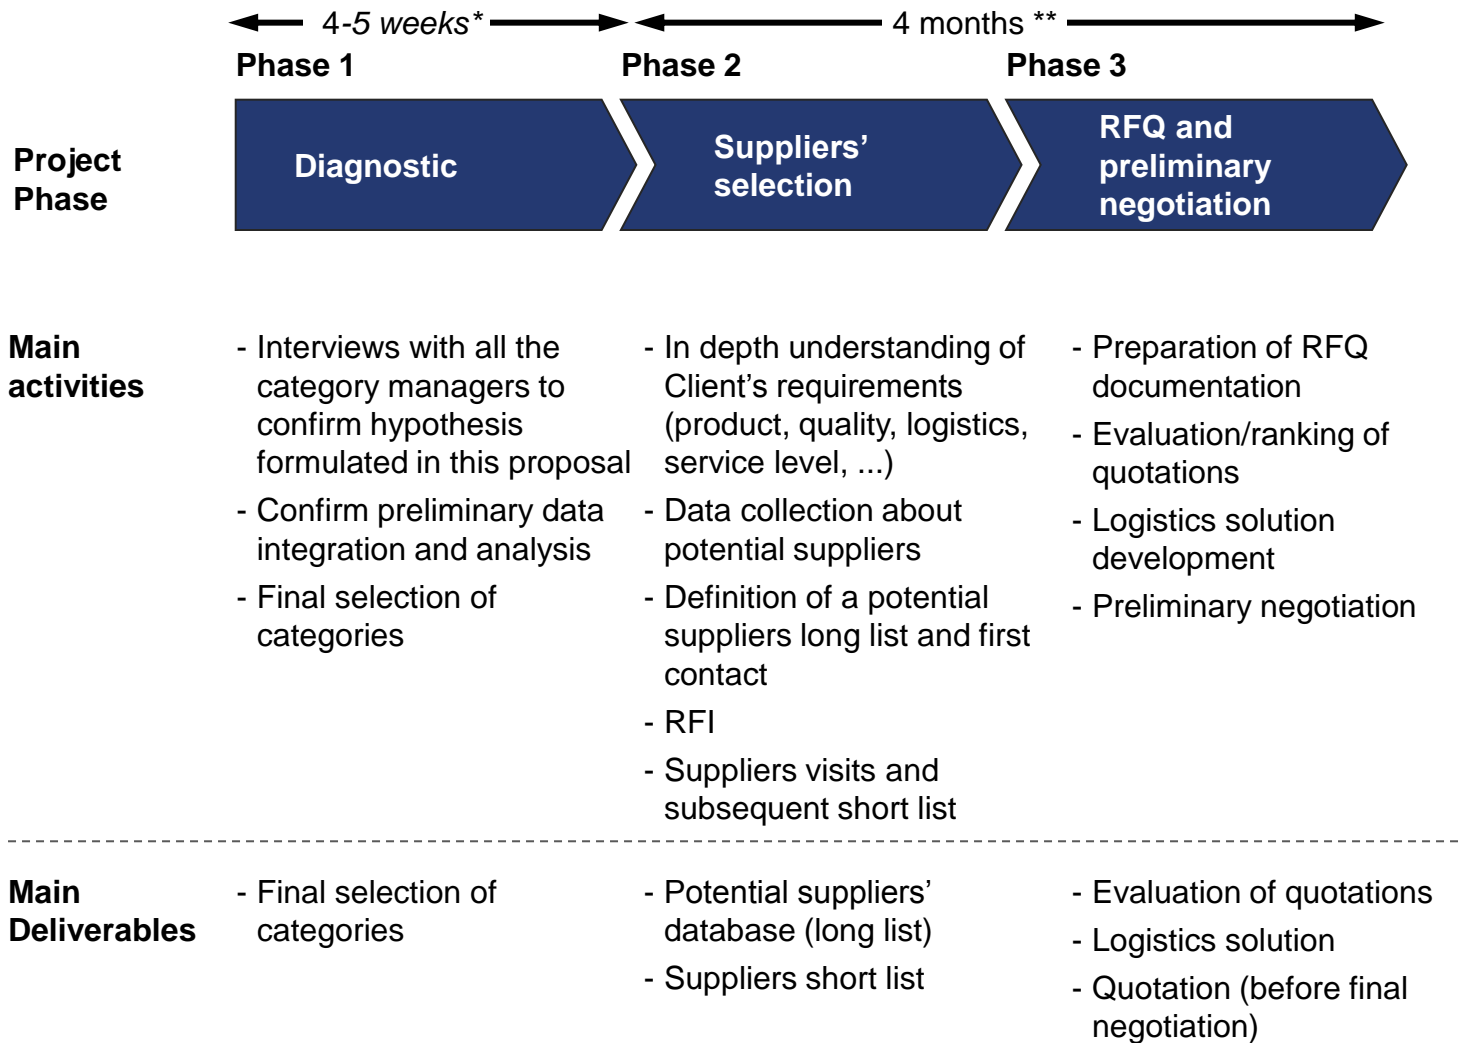 4-5 weeks*
4 months **
Phase 1
Phase 2
Phase 3
Project
Phase
Diagnostic
Suppliers’
selection
RFQ and
preliminary
negotiation
Main
activities
- Interviews with all the
category managers to
confirm hypothesis
formulated in this proposal
- Confirm preliminary data
integration and analysis
- Final selection of
categories
- In depth understanding of
Client’s requirements
(product, quality, logistics,
service level, ...)
- Data collection about
potential suppliers
- Definition of a potential
suppliers long list and first
contact
- RFI
- Suppliers visits and
subsequent short list
- Preparation of RFQ
documentation
- Evaluation/ranking of
quotations
- Logistics solution
development
- Preliminary negotiation
Main
Deliverables
- Final selection of
categories
- Potential suppliers’
database (long list)
- Suppliers short list
- Evaluation of quotations
- Logistics solution
- Quotation (before final
negotiation)